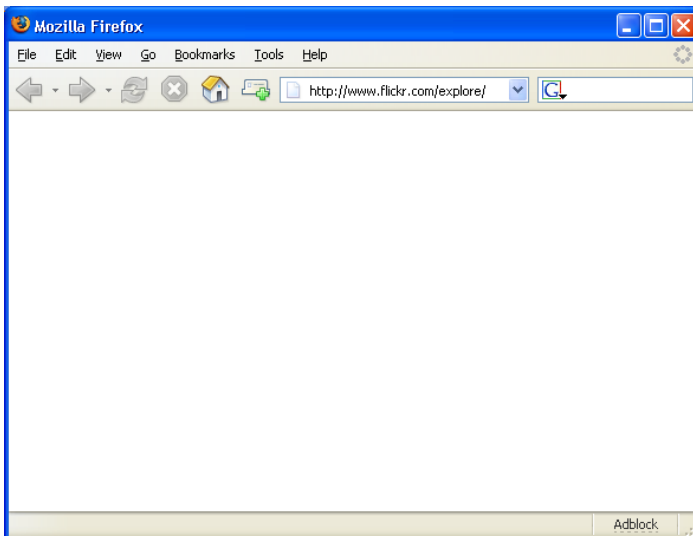 Mozilla Firefox
File Edit View Go Bookmarks Tools Help
http://www.flickr.com/explore/ G
Adblock